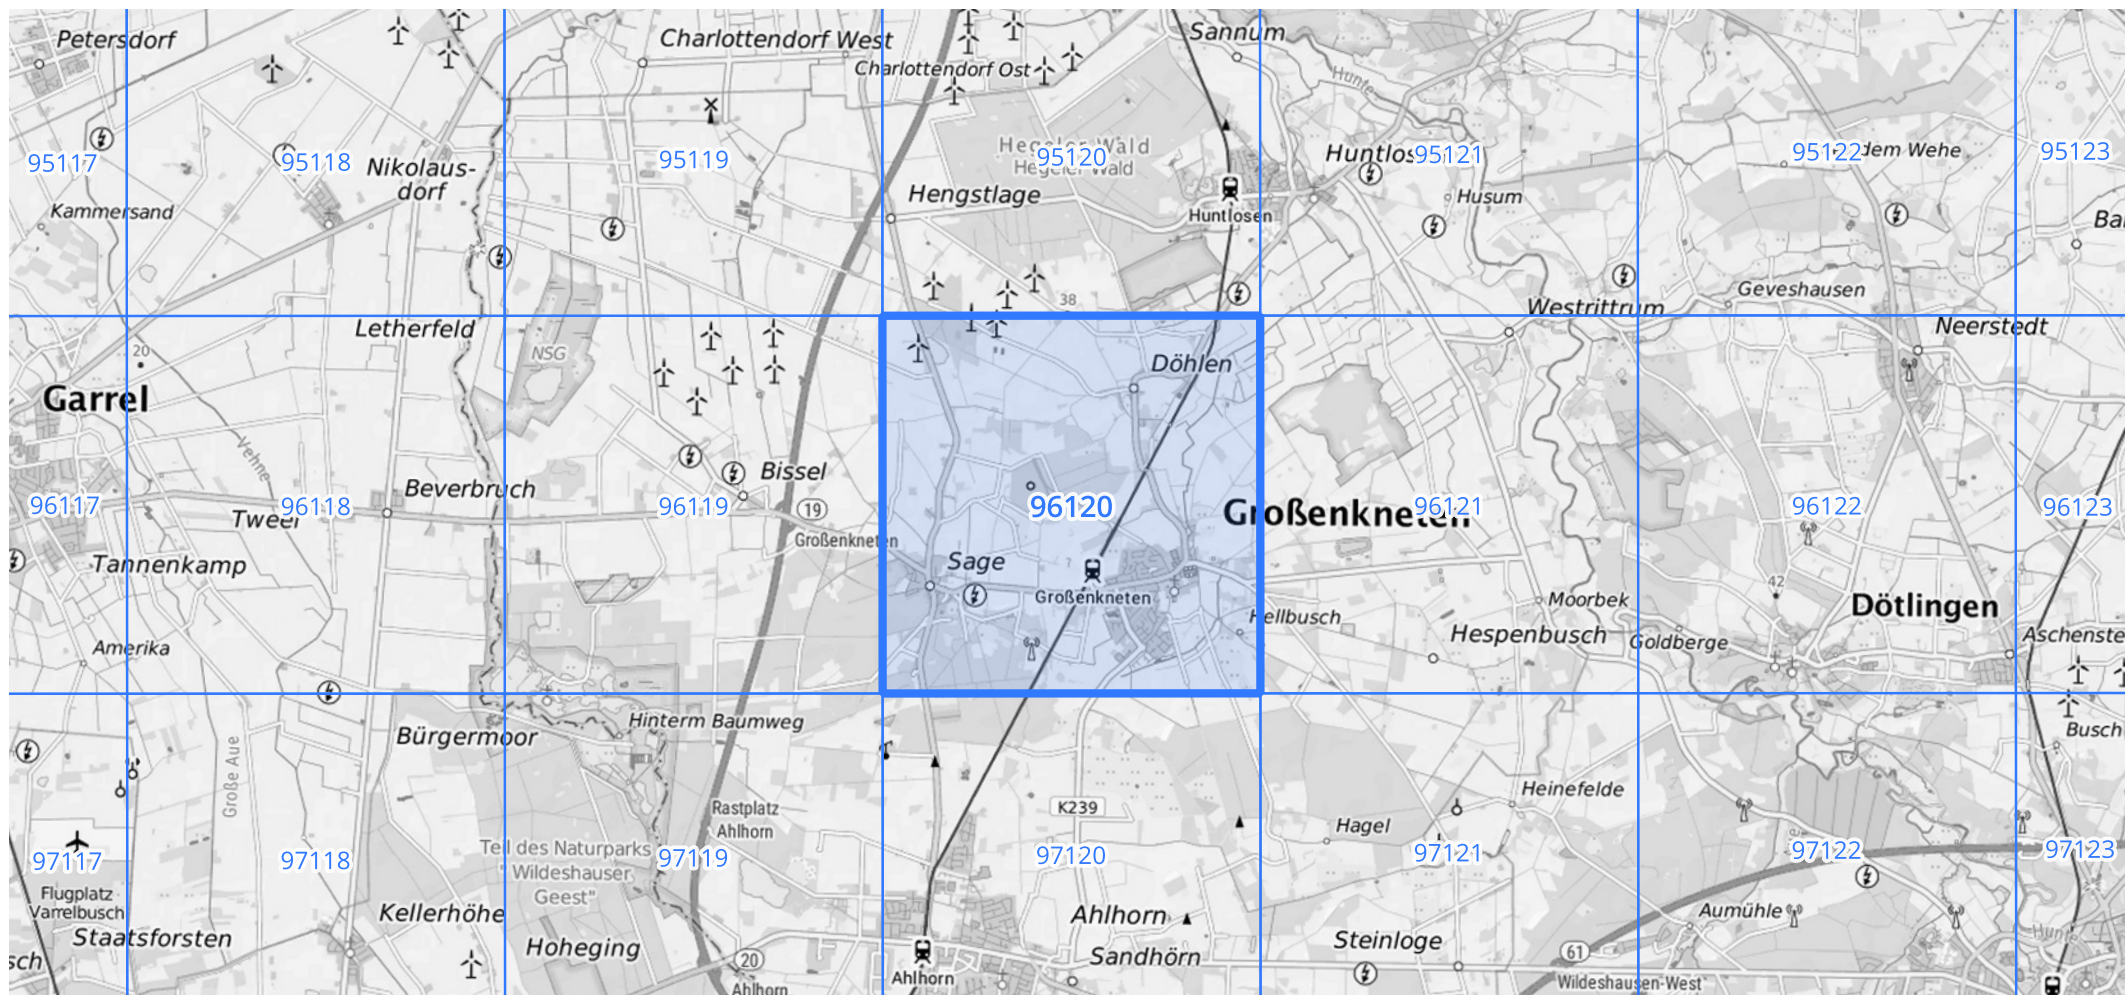 Petersdorf
Charlottendorf West
Sannum
Charlottendorf Ost
Hunte
95117
95118
Nikolaus-
dorf
95119
Hegeler Wald
Hegeler Wald
95120
95121
95122
dem Wehe
95123
Kammersand
Hengstlage
Huntlosen
Husum
38
Geveshausen
Westrittrum
Letherfeld
NSG
Neerstedt
20
Döhlen
Garrel
Vehne
Bissel
Beverbruch
96117
96118
96119
19
96120
Großenkneten
96121
96122
96123
Tweel
Großenkneten
Tannenkamp
Sage
Großenkneten
42
Moorbek
Dötlingen
Hellbusch
Hespenbusch
Goldberge
Aschenste
Amerika
Hinterm Baumweg
Busch
Bürgermoor
Große Aue
Rastplatz
Ahlhorn
K239
Heinefelde
Hagel
Teil des Naturparks
"Wildeshauser
Geest"
97117
97118
97119
97120
97121
97122
97123
Flugplatz
Varrelbusch
Kellerhöhe
Ahlhorn
Aumühle
Staatsforsten
Hoheging
Steinloge
Hunte
sch
20
Sandhörn
61
Ahlhorn
Ahlhorn
Wildeshausen-West